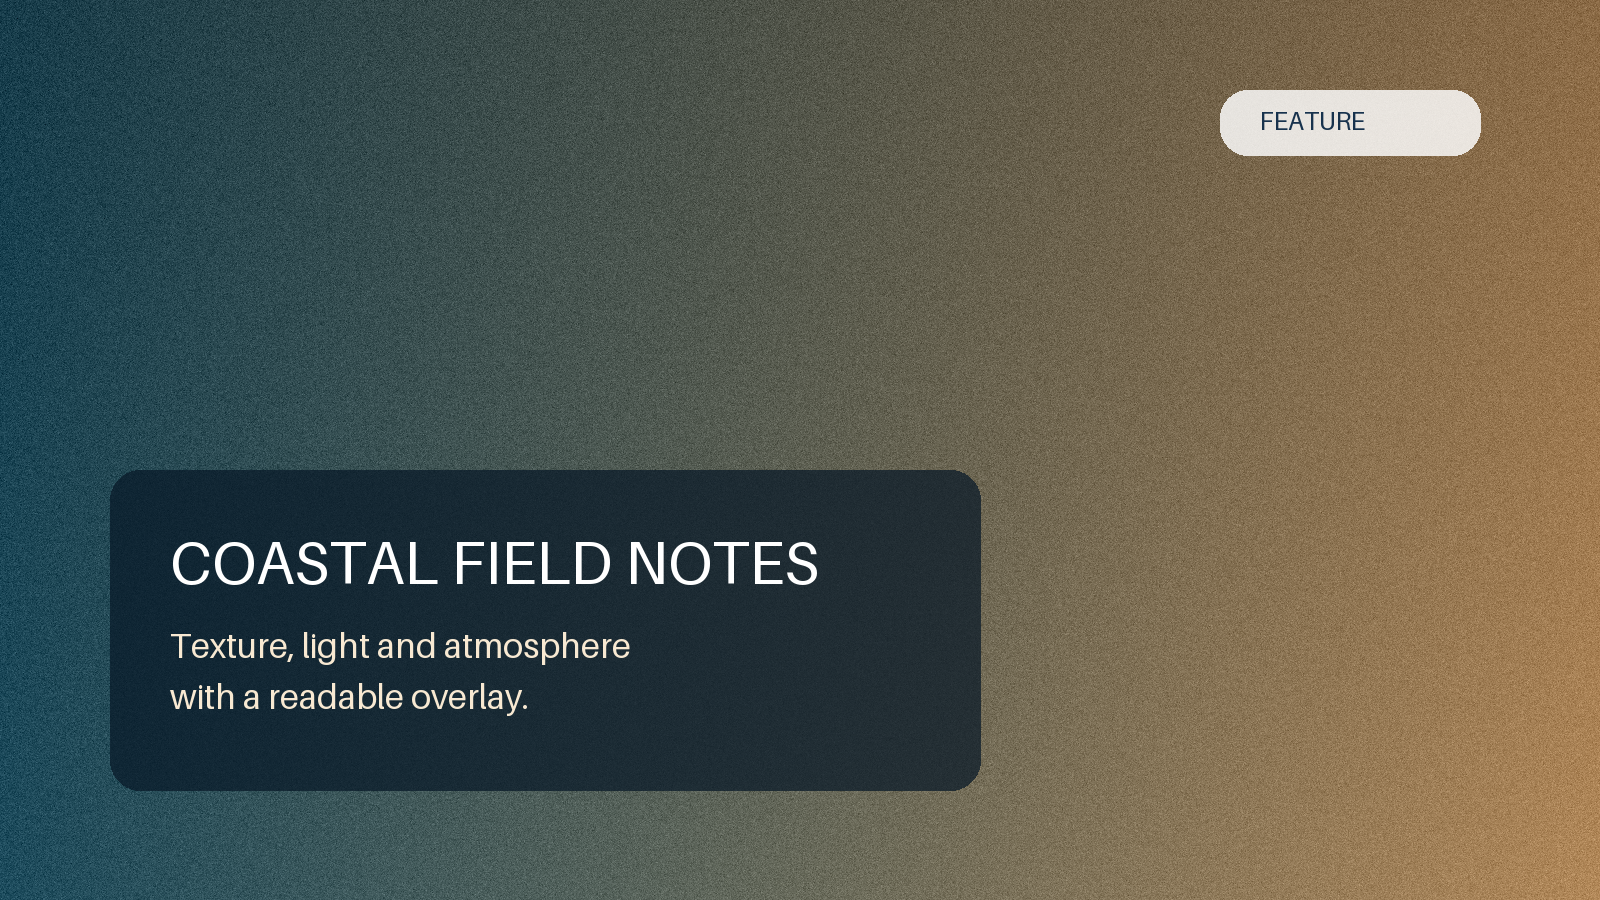 FEATURE
COASTAL FIELD NOTES
Texture, light and atmosphere
with a readable overlay.